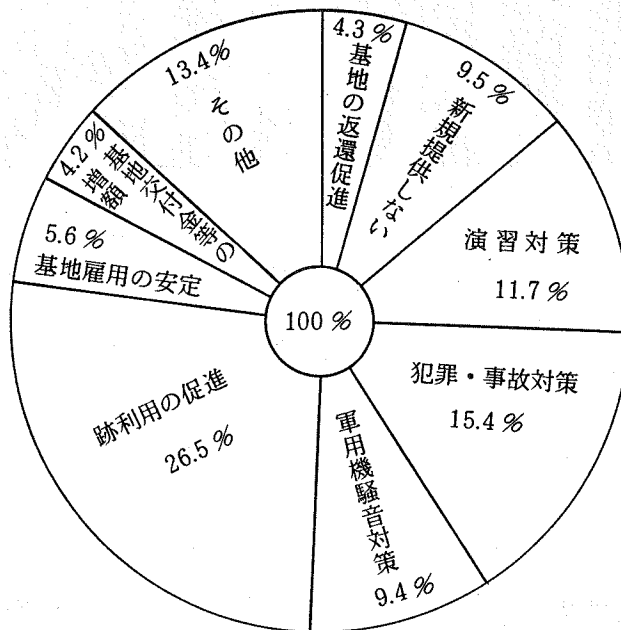 4.3 %
基地の返還促進
9.5 %
新規提供しない
演習対策
11.7 %
犯罪・事故対策
15.4 %
軍用機騒音対策
9.4 %
跡利用の促進
26.5 %
5.6 %
基地雇用の安定
4.2 %
基地交付金等の
増額
13.4%
その他
100 %